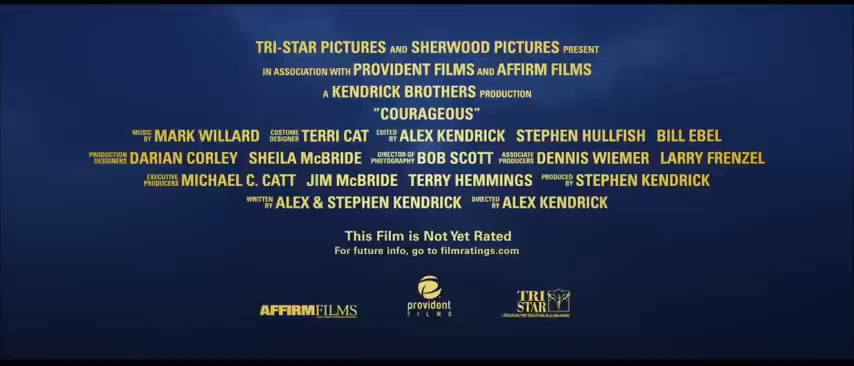 TRI-STAR PICTURES AND SHERWOOD PICTURES PRESENT
IN ASSOCIATION WITH PROVIDENT FILMS AND AFFIRM FILMS
A KENDRICK BROTHERS PRODUCTION
"COURAGEOUS"
MUSIC BY MARK WILLARD COSTUME DESIGNER TERRI CAT EDITED BY ALEX KENDRICK STEPHEN HULLFISH BILL EBEL
PRODUCTION DESIGNERS DARIAN CORLEY SHEILA McBRIDE DIRECTOR OF PHOTOGRAPHY BOB SCOTT ASSOCIATE PRODUCERS DENNIS WIEMER LARRY FRENZEL
EXECUTIVE PRODUCERS MICHAEL C. CATT JIM McBRIDE TERRY HEMMINGS PRODUCED BY STEPHEN KENDRICK
WRITTEN BY ALEX & STEPHEN KENDRICK DIRECTED BY ALEX KENDRICK
This Film is Not Yet Rated
For future info, go to filmratings.com
AFFIRM FILMS
provident
FILMS
TRI
STAR